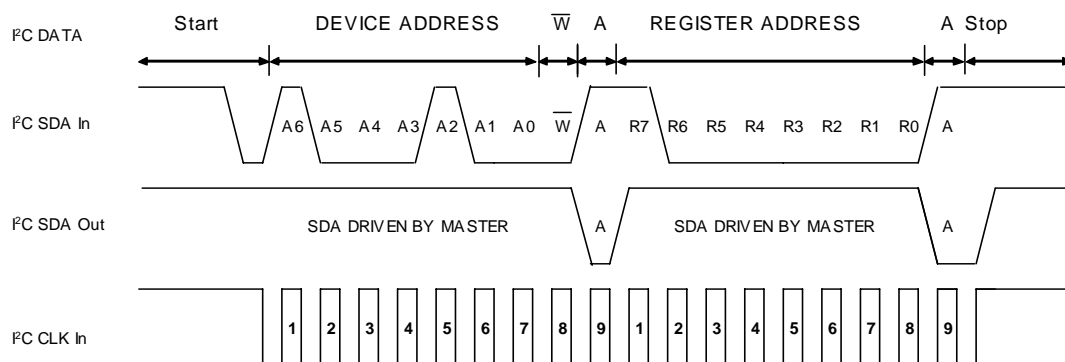 I²C DATA Start DEVICE ADDRESS W̅ A REGISTER ADDRESS A Stop
I²C SDA In A6 A5 A4 A3 A2 A1 A0 W̅ A R7 R6 R5 R4 R3 R2 R1 R0 A
I²C SDA Out SDA DRIVEN BY MASTER A SDA DRIVEN BY MASTER A
I²C CLK In 1 2 3 4 5 6 7 8 9 1 2 3 4 5 6 7 8 9